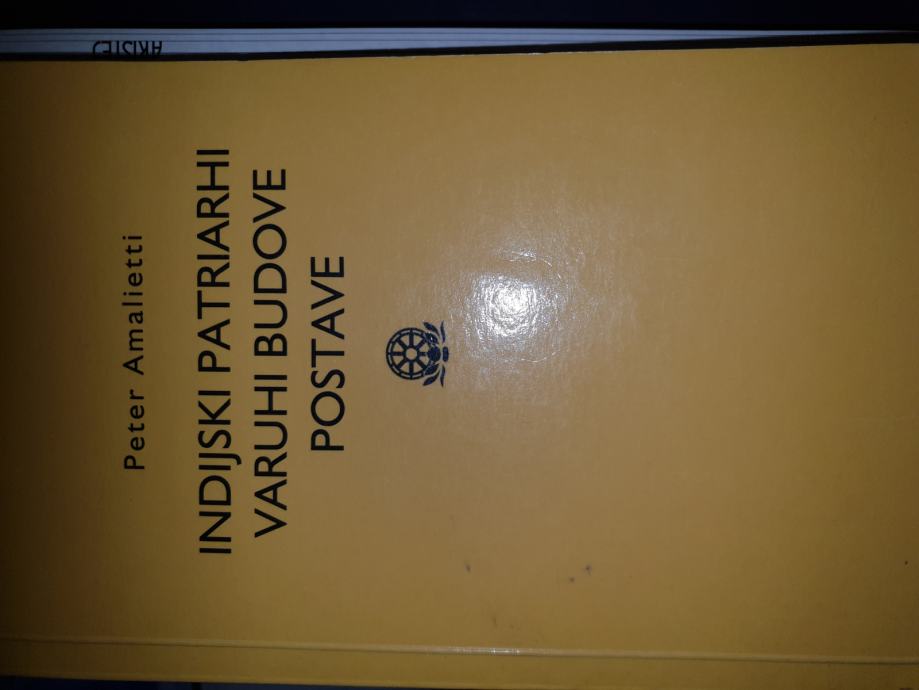 Peter Amalietti
INDIJSKI PATRIARHI
VARUHI BUDOVE
POSTAVE